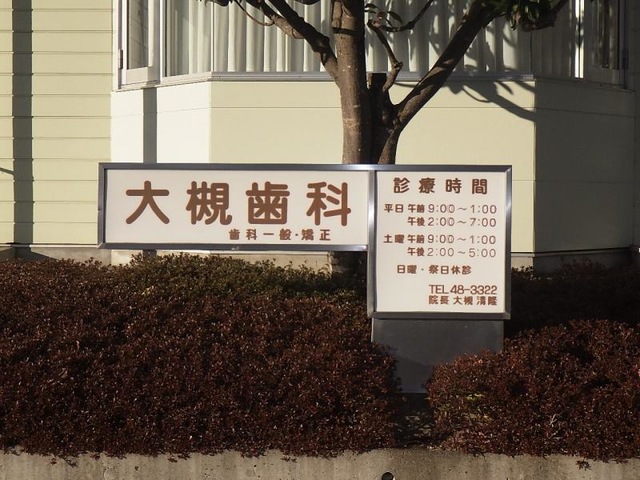 大槻歯科
歯科一般・矯正
診療時間
平日 午前 9:00〜1:00
午後 2:00〜7:00
土曜 午前 9:00〜1:00
午後 2:00〜5:00
日曜・祭日休診
TEL 48-3322
院長 大槻 清隆